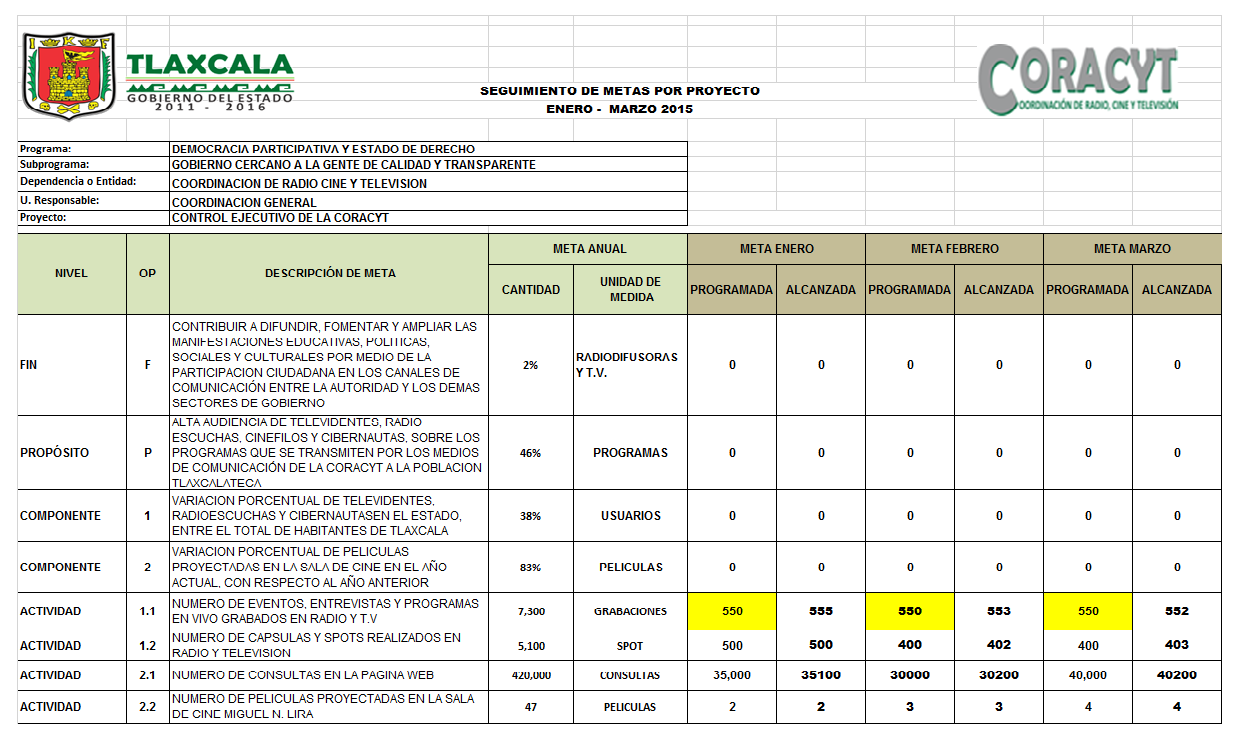 TLAXCALA
GOBIERNO DEL ESTADO
2011 - 2016
CORACYT
COORDINACIÓN DE RADIO, CINE Y TELEVISIÓN
SEGUIMIENTO DE METAS POR PROYECTO
ENERO - MARZO 2015
Programa: DEMOCRACIA PARTICIPATIVA Y ESTADO DE DERECHO
Subprograma: GOBIERNO CERCANO A LA GENTE DE CALIDAD Y TRANSPARENTE
Dependencia o Entidad: COORDINACION DE RADIO CINE Y TELEVISION
U. Responsable: COORDINACION GENERAL
Proyecto: CONTROL EJECUTIVO DE LA CORACYT
NIVEL OP DESCRIPCIÓN DE META META ANUAL META ENERO META FEBRERO META MARZO
CANTIDAD UNIDAD DE MEDIDA PROGRAMADA ALCANZADA PROGRAMADA ALCANZADA PROGRAMADA ALCANZADA
FIN F
CONTRIBUIR A DIFUNDIR, FOMENTAR Y AMPLIAR LAS
MANIFESTACIONES EDUCATIVAS, POLITICAS,
SOCIALES Y CULTURALES POR MEDIO DE LA
PARTICIPACION CIUDADANA EN LOS CANALES DE
COMUNICACIÓN ENTRE LA AUTORIDAD Y LOS DEMAS
SECTORES DE GOBIERNO
2% RADIODIFUSORAS Y T.V. 0 0 0 0 0 0
PROPÓSITO P
ALTA AUDIENCIA DE TELEVIDENTES, RADIO
ESCUCHAS, CINEFILOS Y CIBERNAUTAS, SOBRE LOS
PROGRAMAS QUE SE TRANSMITEN POR LOS MEDIOS
DE COMUNICACIÓN DE LA CORACYT A LA POBLACION
TLAXCALATECA
46% PROGRAMAS 0 0 0 0 0 0
COMPONENTE 1
VARIACION PORCENTUAL DE TELEVIDENTES,
RADIOESCUCHAS Y CIBERNAUTASEN EL ESTADO,
ENTRE EL TOTAL DE HABITANTES DE TLAXCALA
38% USUARIOS 0 0 0 0 0 0
COMPONENTE 2
VARIACION PORCENTUAL DE PELICULAS
PROYECTADAS EN LA SALA DE CINE EN EL AÑO
ACTUAL, CON RESPECTO AL AÑO ANTERIOR
83% PELICULAS 0 0 0 0 0 0
ACTIVIDAD 1.1
NUMERO DE EVENTOS, ENTREVISTAS Y PROGRAMAS
EN VIVO GRABADOS EN RADIO Y T.V
7,300 GRABACIONES 550 555 550 553 550 552
ACTIVIDAD 1.2
NUMERO DE CAPSULAS Y SPOTS REALIZADOS EN
RADIO Y TELEVISION
5,100 SPOT 500 500 400 402 400 403
ACTIVIDAD 2.1 NUMERO DE CONSULTAS EN LA PAGINA WEB 420,000 CONSULTAS 35,000 35100 30000 30200 40,000 40200
ACTIVIDAD 2.2
NUMERO DE PELICULAS PROYECTADAS EN LA SALA
DE CINE MIGUEL N. LIRA
47 PELICULAS 2 2 3 3 4 4